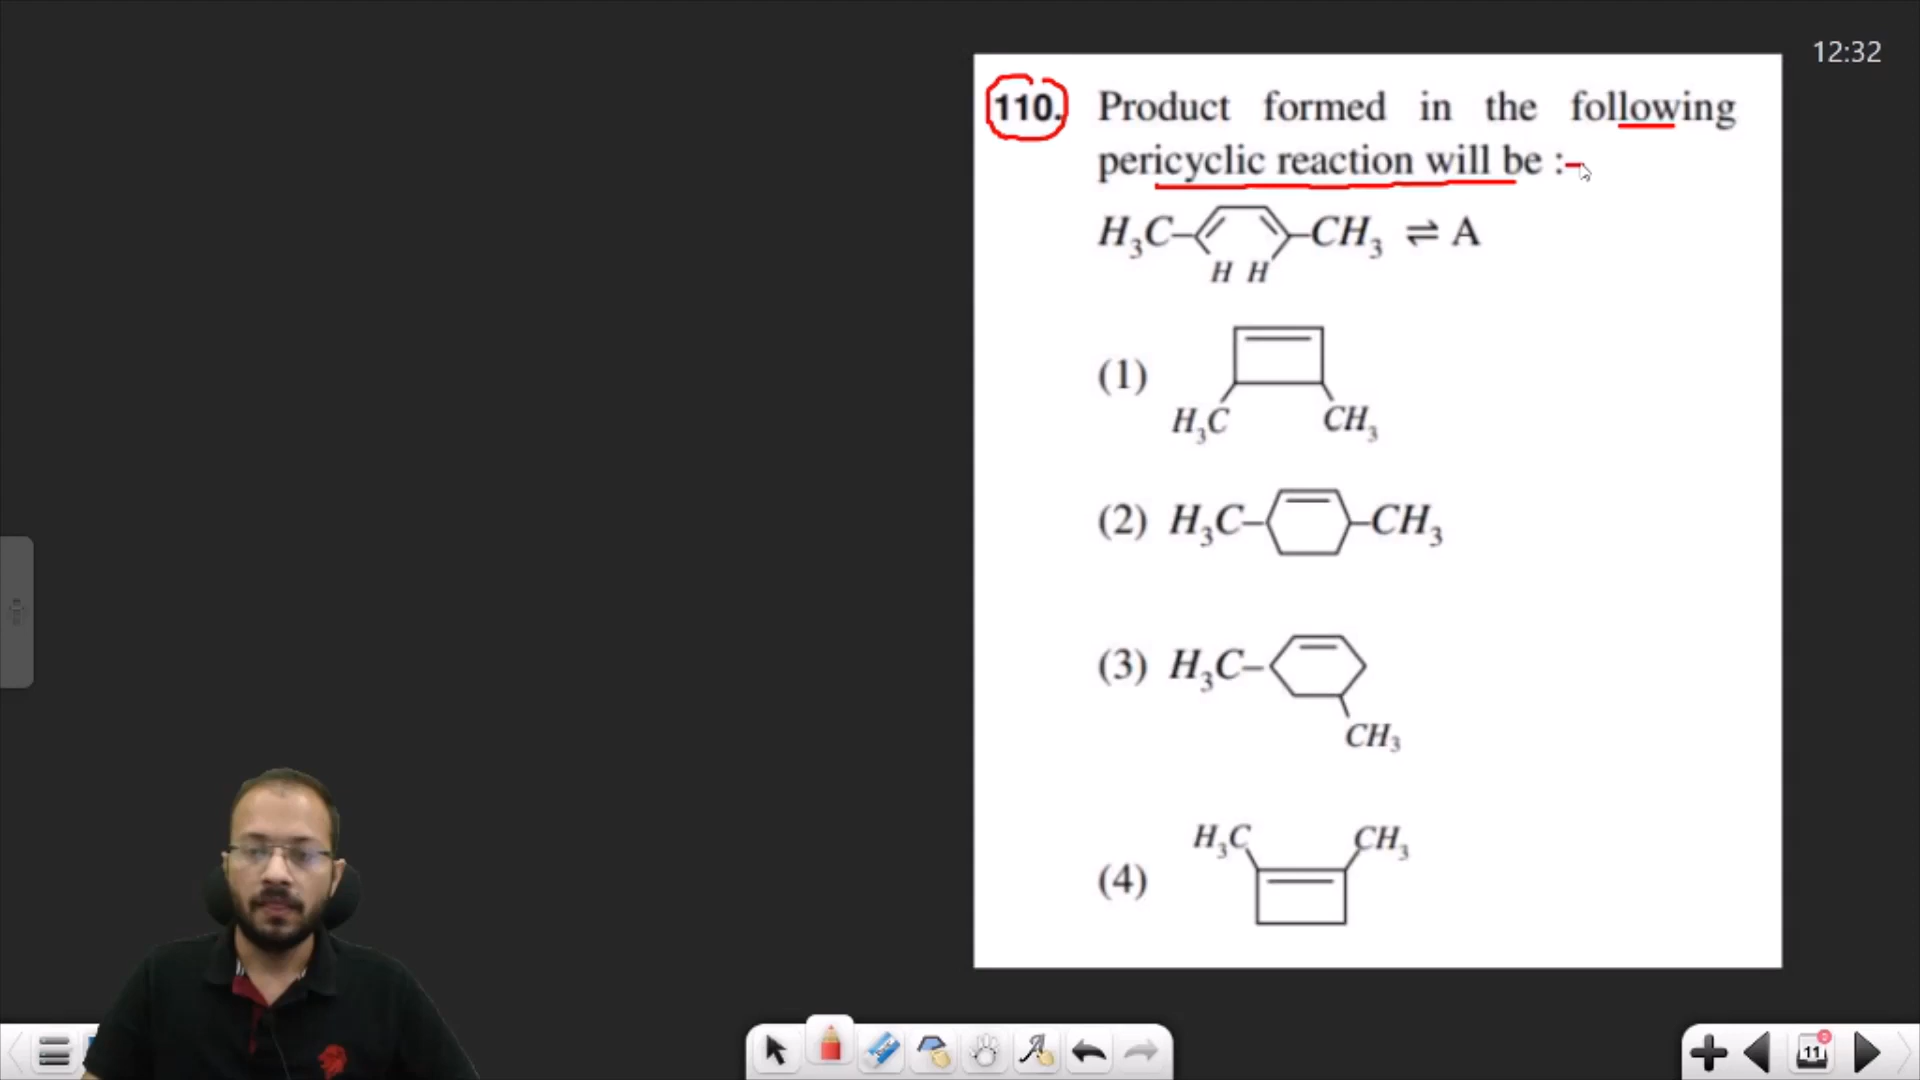 12:32
110. Product formed in the following
pericyclic reaction will be :-
H₃C–  –CH₃ ⇌ A
H H
(1)
H₃C CH₃
(2) H₃C–  –CH₃
(3) H₃C–
CH₃
H₃C CH₃
(4)
11